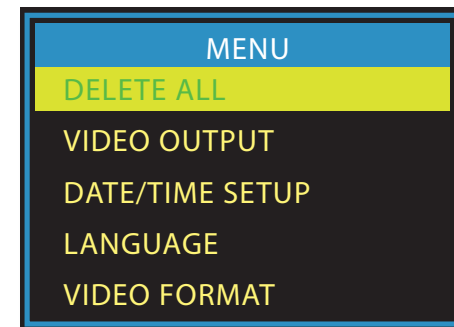 MENU
DELETE ALL
VIDEO OUTPUT
DATE/TIME SETUP
LANGUAGE
VIDEO FORMAT